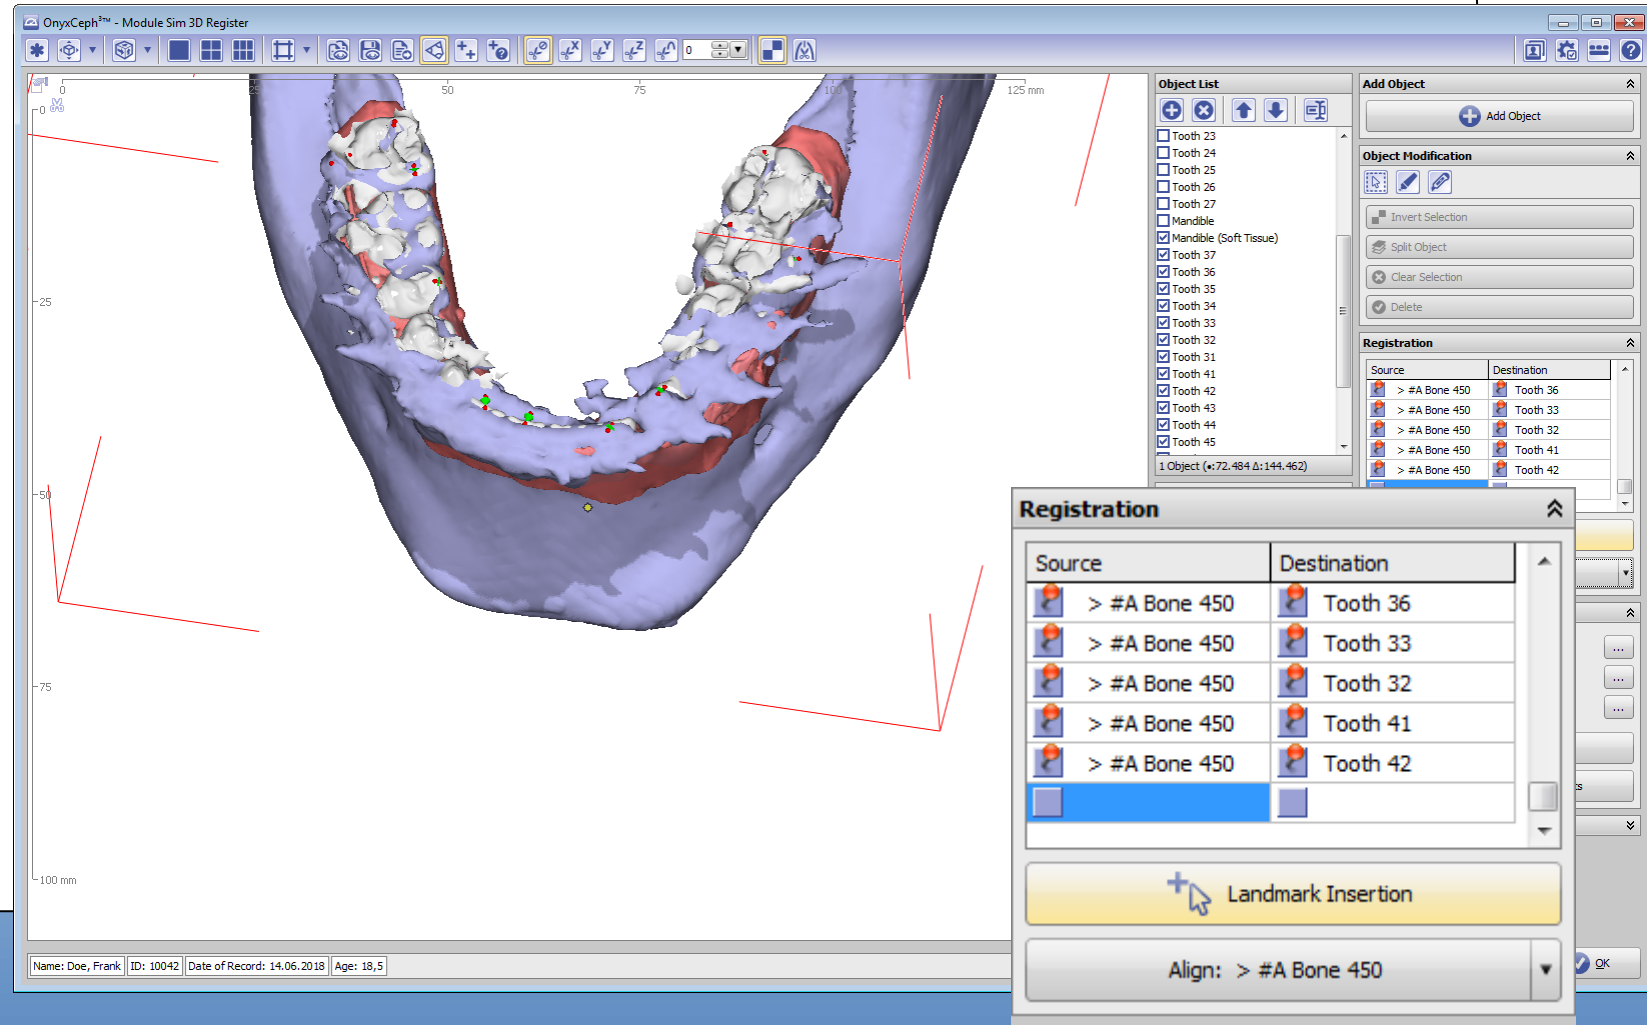 OnyxCeph³™ - Module Sim 3D Register
0
0
25
50
75
100
125 mm
0
25
50
75
100 mm
Object List
Tooth 23
Tooth 24
Tooth 25
Tooth 26
Tooth 27
Mandible
Mandible (Soft Tissue)
Tooth 37
Tooth 36
Tooth 35
Tooth 34
Tooth 33
Tooth 32
Tooth 31
Tooth 41
Tooth 42
Tooth 43
Tooth 44
Tooth 45
1 Object (•:72.484 Δ:144.462)
Add Object
Add Object
Object Modification
Invert Selection
Split Object
Clear Selection
Delete
Registration
Source Destination
> #A Bone 450 Tooth 36
> #A Bone 450 Tooth 33
> #A Bone 450 Tooth 32
> #A Bone 450 Tooth 41
> #A Bone 450 Tooth 42
...
...
...
Registration
Source Destination
> #A Bone 450 Tooth 36
> #A Bone 450 Tooth 33
> #A Bone 450 Tooth 32
> #A Bone 450 Tooth 41
> #A Bone 450 Tooth 42
Landmark Insertion
Align: > #A Bone 450
Name: Doe, Frank ID: 10042 Date of Record: 14.06.2018 Age: 18,5
OK